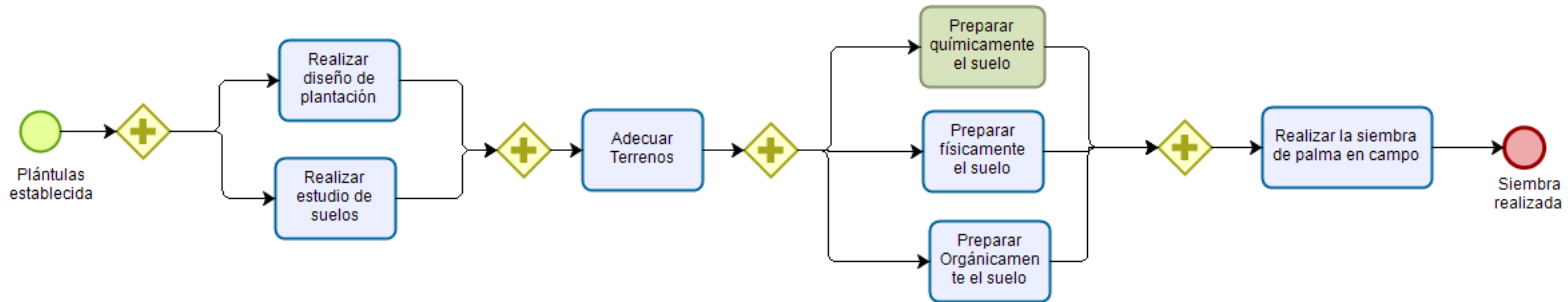 Plántulas
establecida
Realizar
diseño de
plantación
Realizar
estudio de
suelos
Adecuar
Terrenos
Preparar
químicamente
el suelo
Preparar
físicamente
el suelo
Preparar
Orgánicamen
te el suelo
Realizar la siembra
de palma en campo
Siembra
realizada